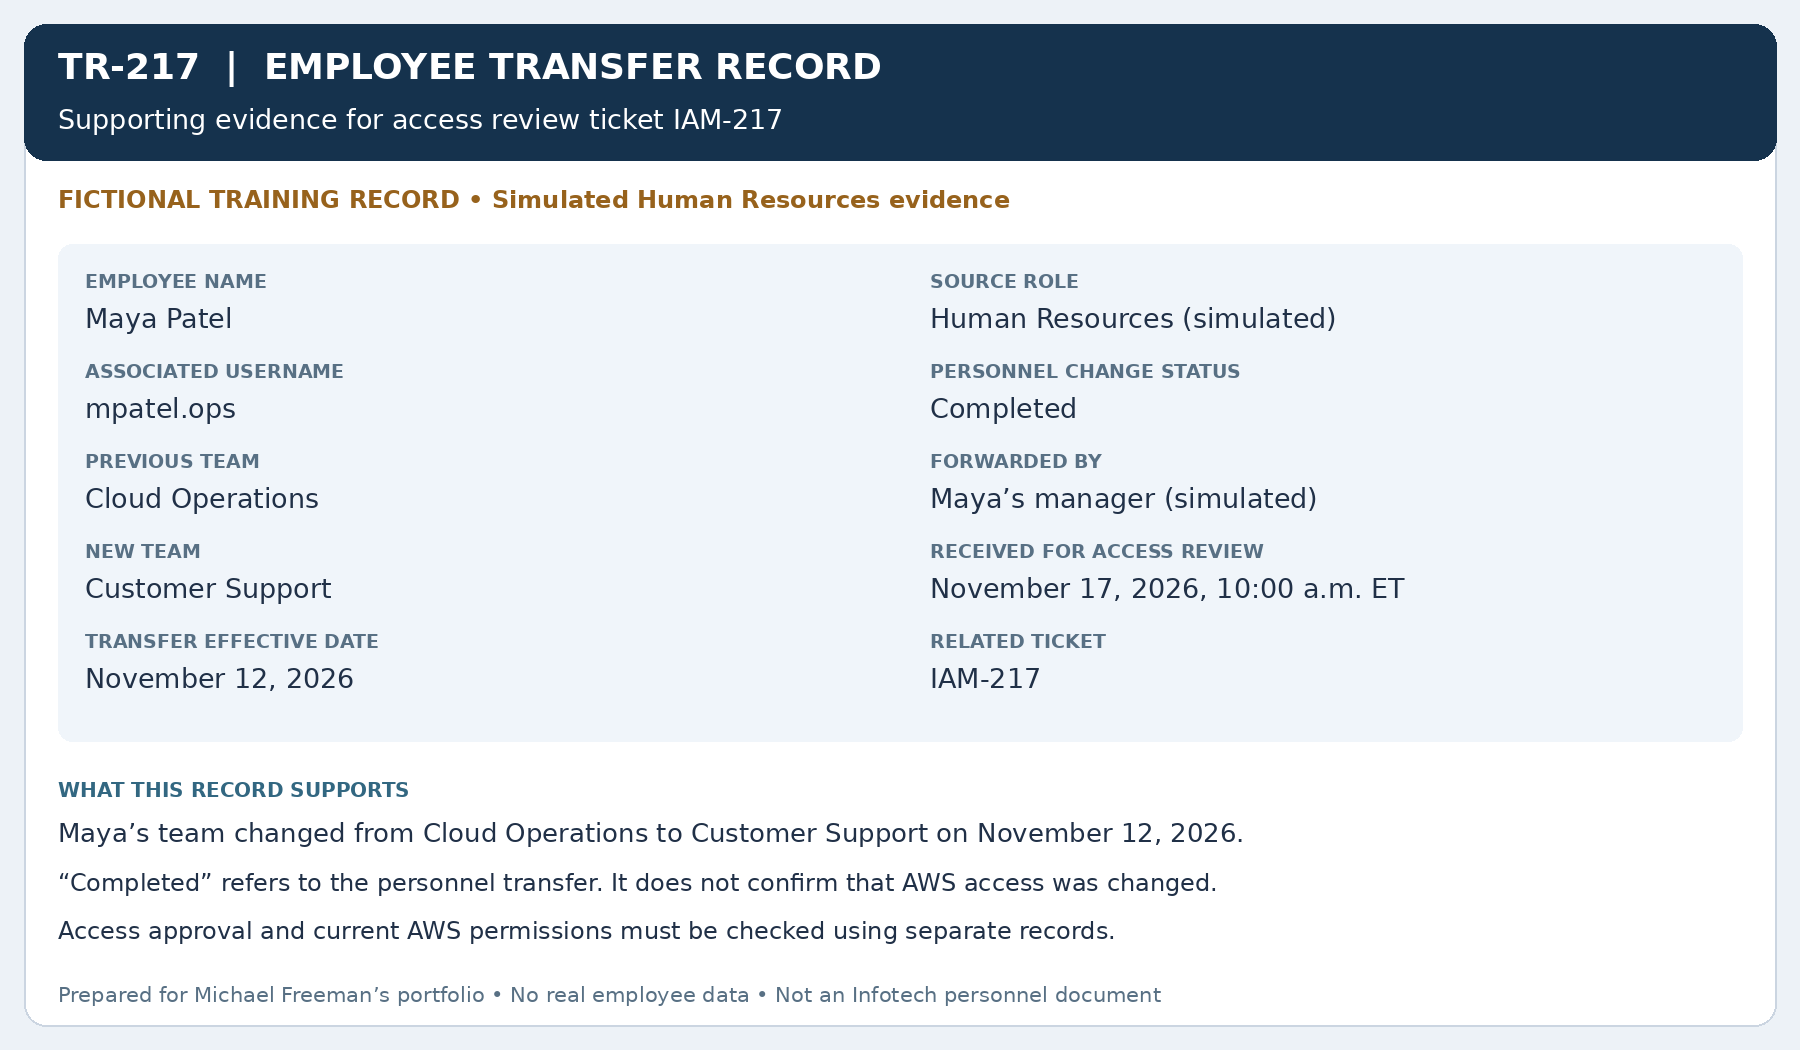 TR-217 | EMPLOYEE TRANSFER RECORD
Supporting evidence for access review ticket IAM-217
FICTIONAL TRAINING RECORD • Simulated Human Resources evidence
EMPLOYEE NAME
Maya Patel
ASSOCIATED USERNAME
mpatel.ops
PREVIOUS TEAM
Cloud Operations
NEW TEAM
Customer Support
TRANSFER EFFECTIVE DATE
November 12, 2026
SOURCE ROLE
Human Resources (simulated)
PERSONNEL CHANGE STATUS
Completed
FORWARDED BY
Maya’s manager (simulated)
RECEIVED FOR ACCESS REVIEW
November 17, 2026, 10:00 a.m. ET
RELATED TICKET
IAM-217
WHAT THIS RECORD SUPPORTS
Maya’s team changed from Cloud Operations to Customer Support on November 12, 2026.
“Completed” refers to the personnel transfer. It does not confirm that AWS access was changed.
Access approval and current AWS permissions must be checked using separate records.
Prepared for Michael Freeman’s portfolio • No real employee data • Not an Infotech personnel document